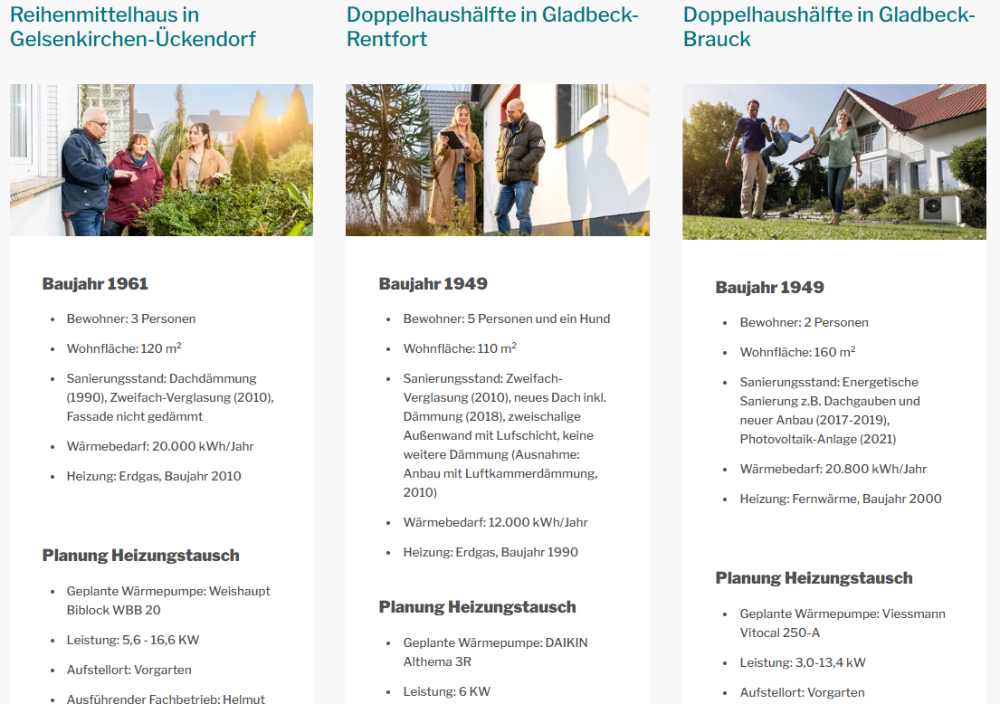 Reihenmittelhaus in
Gelsenkirchen-Ückendorf
Baujahr 1961
Bewohner: 3 Personen
Wohnfläche: 120 m²
Sanierungsstand: Dachdämmung
(1990), Zweifach-Verglasung (2010),
Fassade nicht gedämmt
Wärmebedarf: 20.000 kWh/Jahr
Heizung: Erdgas, Baujahr 2010
Planung Heizungstausch
Geplante Wärmepumpe: Weishaupt
Biblock WBB 20
Leistung: 5,6 - 16,6 KW
Aufstellort: Vorgarten
Ausführender Fachbetrieb: Helmut
Doppelhaushälfte in Gladbeck-
Rentfort
Baujahr 1949
Bewohner: 5 Personen und ein Hund
Wohnfläche: 110 m²
Sanierungsstand: Zweifach-
Verglasung (2010), neues Dach inkl.
Dämmung (2018), zweischalige
Außenwand mit Lufschicht, keine
weitere Dämmung (Ausnahme:
Anbau mit Luftkammerdämmung,
2010)
Wärmebedarf: 12.000 kWh/Jahr
Heizung: Erdgas, Baujahr 1990
Planung Heizungstausch
Geplante Wärmepumpe: DAIKIN
Althema 3R
Leistung: 6 KW
Doppelhaushälfte in Gladbeck-
Brauck
Baujahr 1949
Bewohner: 2 Personen
Wohnfläche: 160 m²
Sanierungsstand: Energetische
Sanierung z.B. Dachgauben und
neuer Anbau (2017-2019),
Photovoltaik-Anlage (2021)
Wärmebedarf: 20.800 kWh/Jahr
Heizung: Fernwärme, Baujahr 2000
Planung Heizungstausch
Geplante Wärmepumpe: Viessmann
Vitocal 250-A
Leistung: 3,0-13,4 kW
Aufstellort: Vorgarten